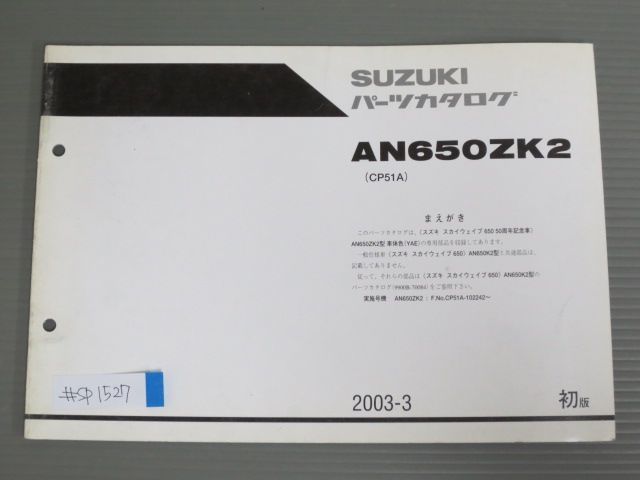 SUZUKI
パーツカタログ
AN650ZK2
(CP51A)
まえがき
このパーツカタログは、〈スズキ スカイウェイブ 650 50周年記念車〉
AN650ZK2型 車体色(YAE)の専用部品を収録してあります。
一般仕様車〈スズキ スカイウェイブ 650〉AN650K2型と共通部品は、
記載してありません。
従って、それらの部品は〈スズキ スカイウェイブ 650〉AN650K2型の
パーツカタログ(9900B-70084)をご参照下さい。
実施号機 AN650ZK2 : F.No.CP51A-102242〜
#SP1527
2003-3
初版